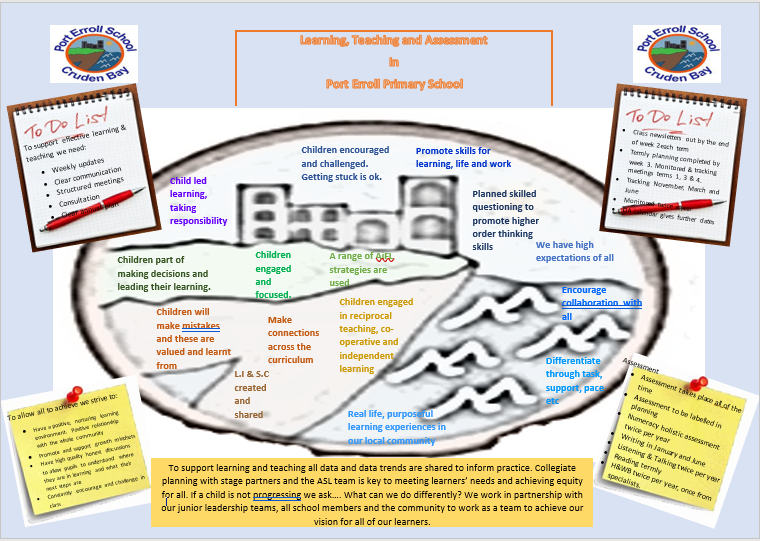 Learning, Teaching and Assessment
in
Port Erroll Primary School
Port Erroll School
Cruden Bay
Port Erroll School
Cruden Bay
To Do List
To support effective learning &
teaching we need:
Weekly updates
Clear communication
Structured meetings
Consultation
Clear
To Do List
Class newsletters out by the end
of week 2each term
Termly planning completed by
week 3. Monitored & tracking
meetings terms 1, 3 & 4.
Tracking November, March and
June
Monitored
calendar gives further dates
Children encouraged
and challenged.
Getting stuck is ok.
Promote skills for
learning, life and work
Child led
learning,
taking
responsibility
Planned skilled
questioning to
promote higher
order thinking
skills
We have high
expectations of all
Children part of
making decisions and
leading their learning.
Children
engaged
and
focused.
A range of AiFL
strategies are
used
Encourage
collaboration with
all
Children will
make mistakes
and these are
valued and learnt
from
Make
connections
across the
curriculum
Children engaged
in reciprocal
teaching, co-
operative and
independent
learning
L.I & S.C
created
and
shared
Differentiate
through task,
support, pace
etc
Real life, purposful
learning experiences in
our local community
To allow all to achieve we strive to:
Have a positive, nurturing learning
environment. Positive relationship
with the whole community
Promote and support growth mindsets
Have high quality honest discussions
to allow pupils to understand where
they are in learning and what their
next steps are
Constantly encourage and challenge in
class
Assessment
Assessment takes place all of the
time
Assessment to be labelled in
planning
Numeracy holistic assessment
twice per year
Writing in January and June
Listening & Talking twice per year
Reading termly
H&WB twice per year, once from
specialists.
To support learning and teaching all data and data trends are shared to inform practice. Collegiate
planning with stage partners and the ASL team is key to meeting learners' needs and achieving equity
for all. If a child is not progressing we ask.... What can we do differently? We work in partnership with
our junior leadership teams, all school members and the community to work as a team to achieve our
vision for all of our learners.